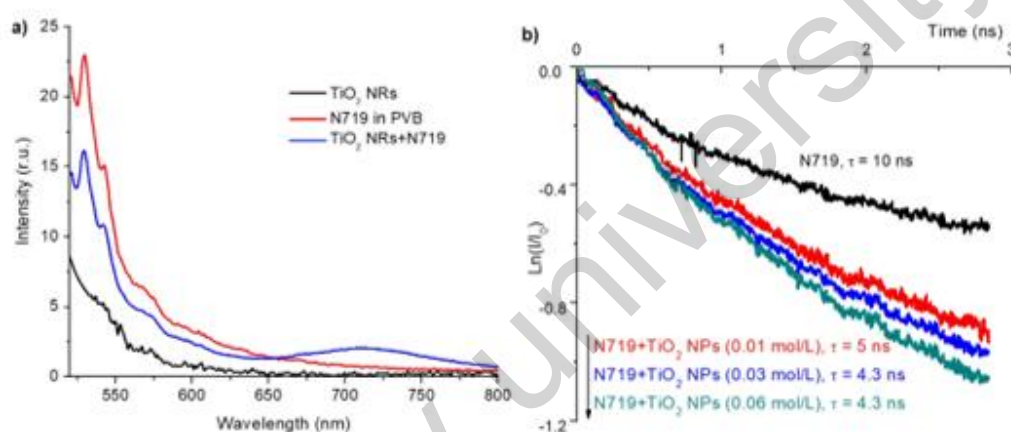 a)
25
20
15
10
5
0
Intensity (r.u.)
550 600 650 700 750 800
Wavelength (nm)
TiO2 NRs
N719 in PVB
TiO2 NRs+N719
b)
Time (ns)
0 1 2 3
0.0
-0.4
-0.8
-1.2
Ln(I/I0)
N719, τ = 10 ns
N719+TiO2 NPs (0.01 mol/L), τ = 5 ns
N719+TiO2 NPs (0.03 mol/L), τ = 4.3 ns
N719+TiO2 NPs (0.06 mol/L), τ = 4.3 ns
y university